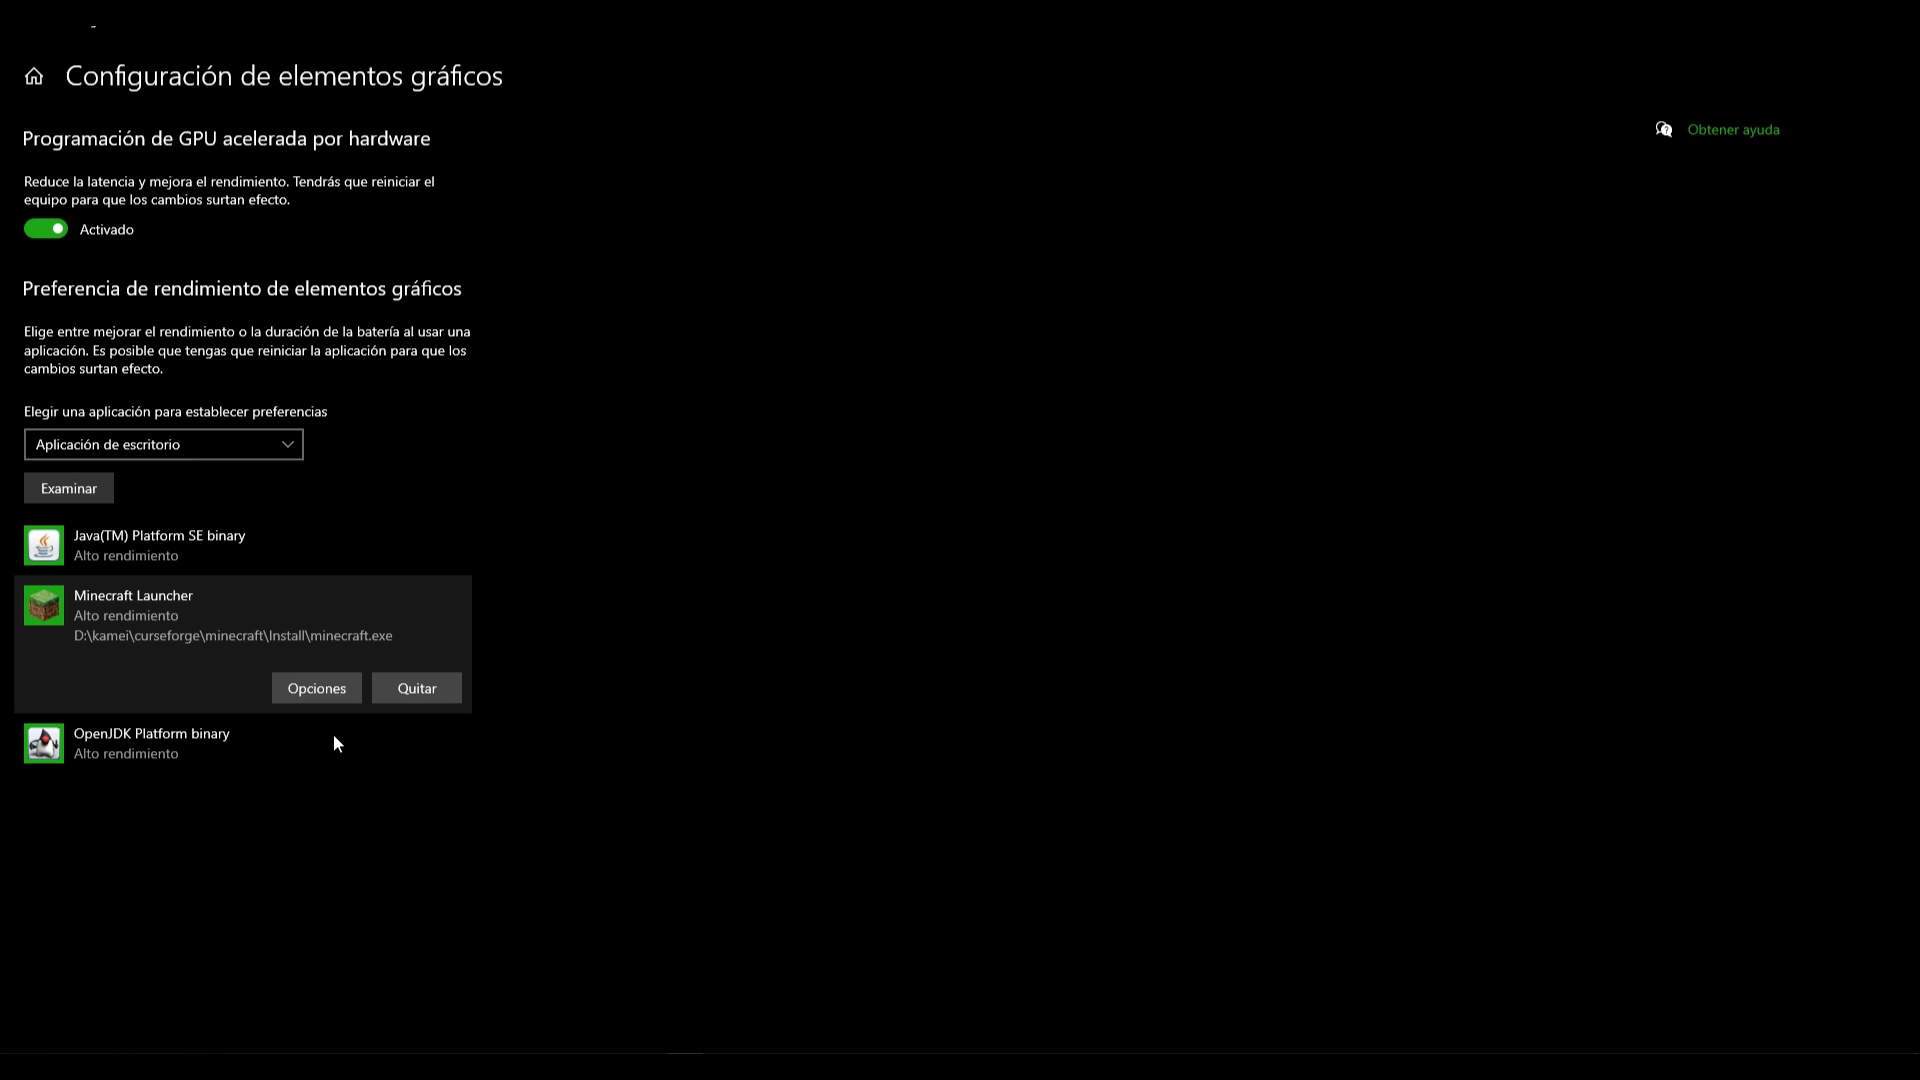 Configuración de elementos gráficos
Programación de GPU acelerada por hardware
Obtener ayuda
Reduce la latencia y mejora el rendimiento. Tendrás que reiniciar el
equipo para que los cambios surtan efecto.
Activado
Preferencia de rendimiento de elementos gráficos
Elige entre mejorar el rendimiento o la duración de la batería al usar una
aplicación. Es posible que tengas que reiniciar la aplicación para que los
cambios surtan efecto.
Elegir una aplicación para establecer preferencias
Aplicación de escritorio
Examinar
Java(TM) Platform SE binary
Alto rendimiento
Minecraft Launcher
Alto rendimiento
D:\kamei\curseforge\minecraft\Install\minecraft.exe
Opciones
Quitar
OpenJDK Platform binary
Alto rendimiento